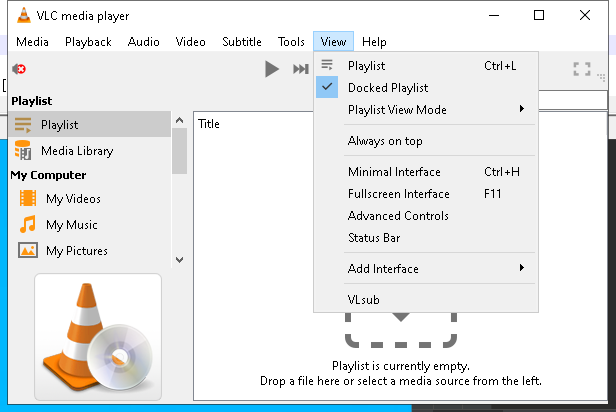 VLC media player
Media Playback Audio Video Subtitle Tools View Help
Playlist
Playlist
Media Library
My Computer
My Videos
My Music
My Pictures
Title
Playlist Ctrl+L
Docked Playlist
Playlist View Mode
Always on top
Minimal Interface Ctrl+H
Fullscreen Interface F11
Advanced Controls
Status Bar
Add Interface
VLsub
Playlist is currently empty.
Drop a file here or select a media source from the left.